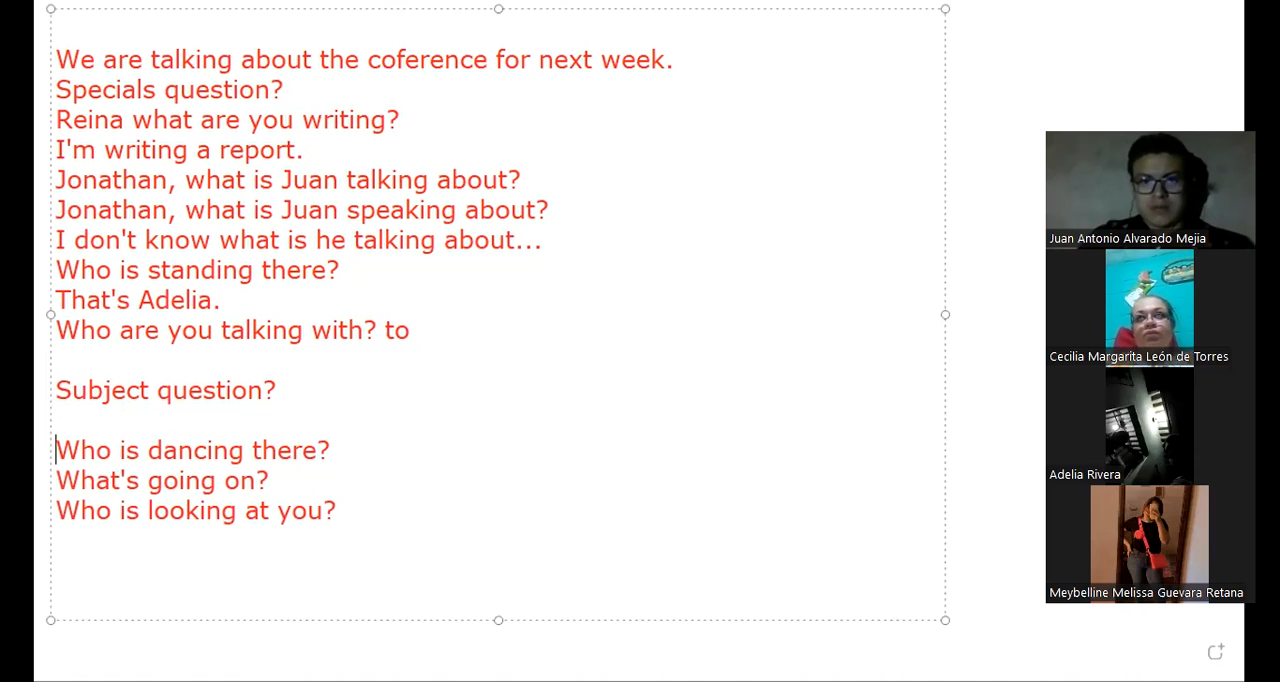 We are talking about the coference for next week.
Specials question?
Reina what are you writing?
I'm writing a report.
Jonathan, what is Juan talking about?
Jonathan, what is Juan speaking about?
I don't know what is he talking about...
Who is standing there?
That's Adelia.
Who are you talking with? to
Subject question?
Who is dancing there?
What's going on?
Who is looking at you?
Juan Antonio Alvarado Mejia
Cecilia Margarita León de Torres
Adelia Rivera
Meybelline Melissa Guevara Retana